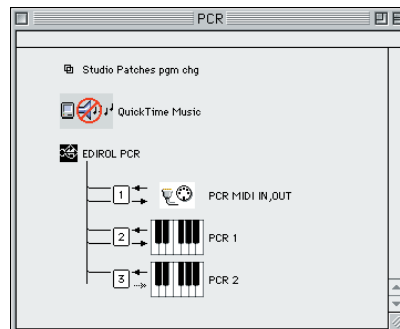 PCR
Studio Patches pgm chg
QuickTime Music
EDIROL PCR
1 PCR MIDI IN,OUT
2 PCR 1
3 PCR 2